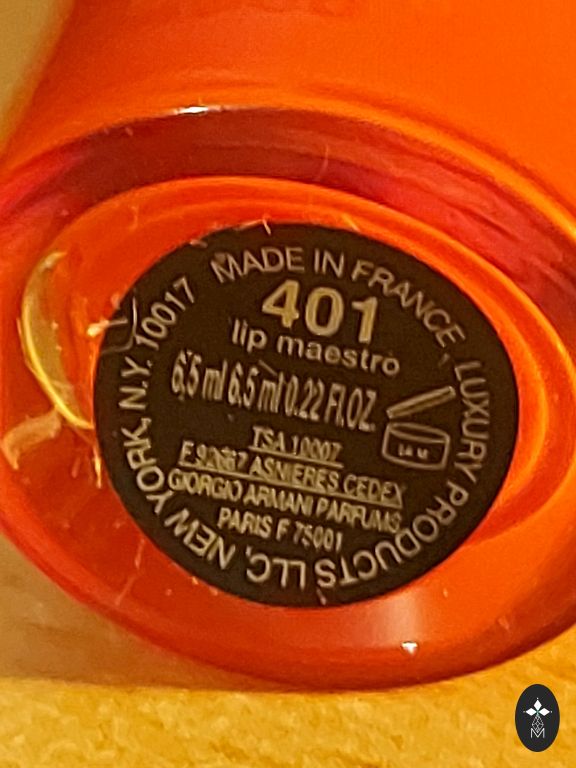 MADE IN FRANCE, LUXURY PRODUCTS LLC, NEW YORK, N.Y. 10017
401
lip maestro
6,5 ml 6.5 ml 0.22 Fl.OZ.
TSA 10007
F 92667 ASNIERES CEDEX
GIORGIO ARMANI PARFUMS
PARIS F 75001
M